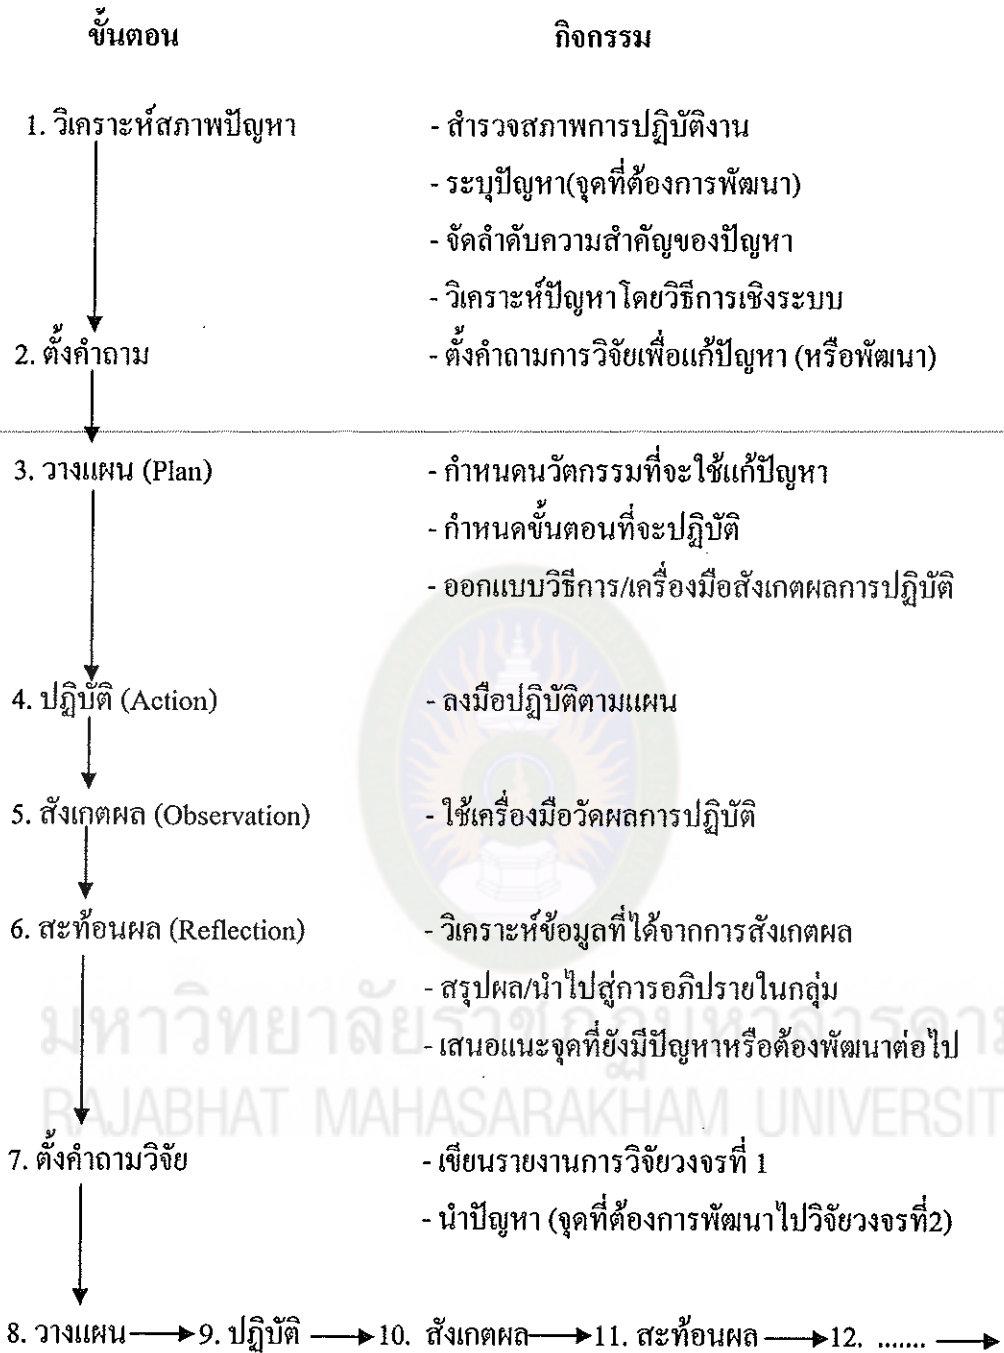 ขั้นตอน กิจกรรม
1. วิเคราะห์สภาพปัญหา - สำรวจสภาพการปฏิบัติงาน
- ระบุปัญหา(จุดที่ต้องการพัฒนา)
- จัดลำดับความสำคัญของปัญหา
- วิเคราะห์ปัญหาโดยวิธีการเชิงระบบ
2. ตั้งคำถาม - ตั้งคำถามการวิจัยเพื่อแก้ปัญหา (หรือพัฒนา)
3. วางแผน (Plan) - กำหนดนวัตกรรมที่จะใช้แก้ปัญหา
- กำหนดขั้นตอนที่จะปฏิบัติ
- ออกแบบวิธีการ/เครื่องมือสังเกตผลการปฏิบัติ
4. ปฏิบัติ (Action) - ลงมือปฏิบัติตามแผน
5. สังเกตผล (Observation) - ใช้เครื่องมือวัดผลการปฏิบัติ
6. สะท้อนผล (Reflection) - วิเคราะห์ข้อมูลที่ได้จากการสังเกตผล
- สรุปผล/นำไปสู่การอภิปรายในกลุ่ม
มหาวิทยาลัยราชภัฏมหาสารคาม
- เสนอแนะจุดที่ยังมีปัญหาหรือต้องพัฒนาต่อไป
RAJABHAT MAHASARAKHAM UNIVERSIT
7. ตั้งคำถามวิจัย - เขียนรายงานการวิจัยวงจรที่ 1
- นำปัญหา (จุดที่ต้องการพัฒนาไปวิจัยวงจรที่2)
8. วางแผน 9. ปฏิบัติ 10. สังเกตผล 11. สะท้อนผล 12. .......